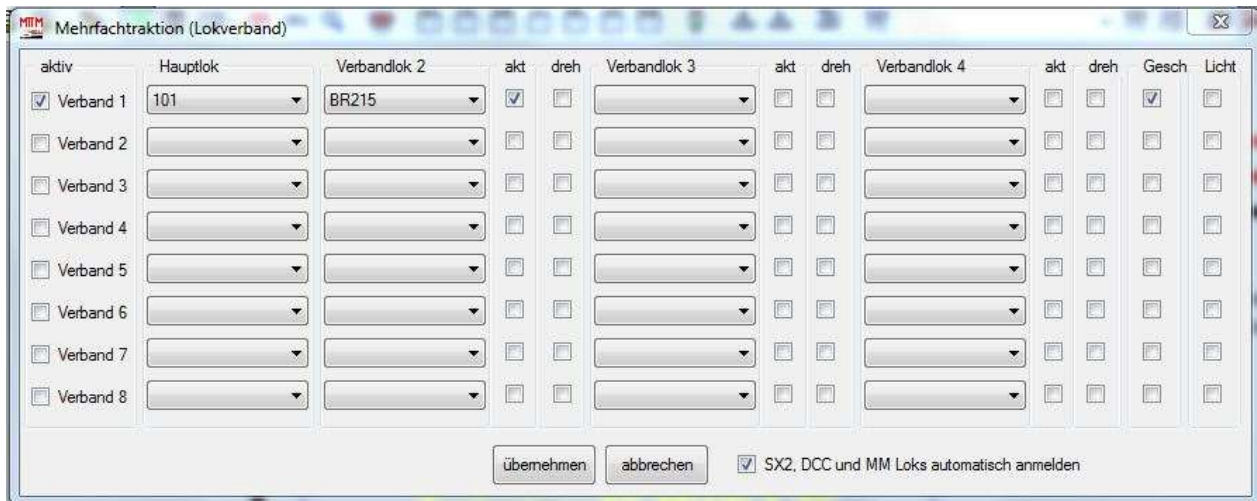 MTTM Mehrfachtraktion (Lokverband)
aktiv Hauptlok Verbandlok 2 akt dreh Verbandlok 3 akt dreh Verbandlok 4 akt dreh Gesch Licht
Verband 1 101 BR215
Verband 2
Verband 3
Verband 4
Verband 5
Verband 6
Verband 7
Verband 8
übernehmen abbrechen SX2, DCC und MM Loks automatisch anmelden